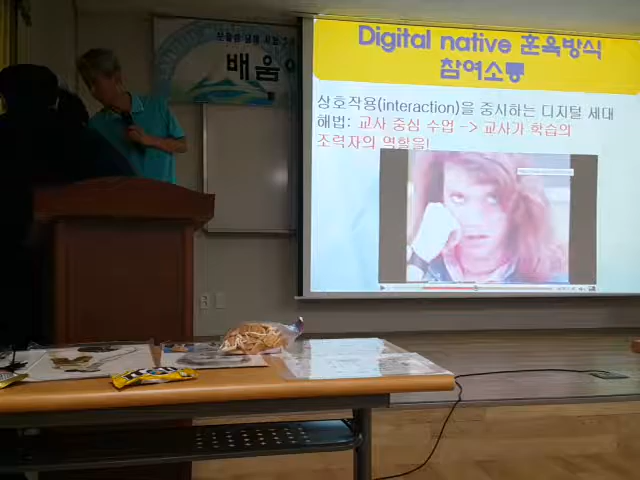 배움
Digital native 훈육방식
참여소통
상호작용(interaction)을 중시하는 디지털 세대
해법: 교사 중심 수업 -> 교사가 학습의
조력자의 역할을!